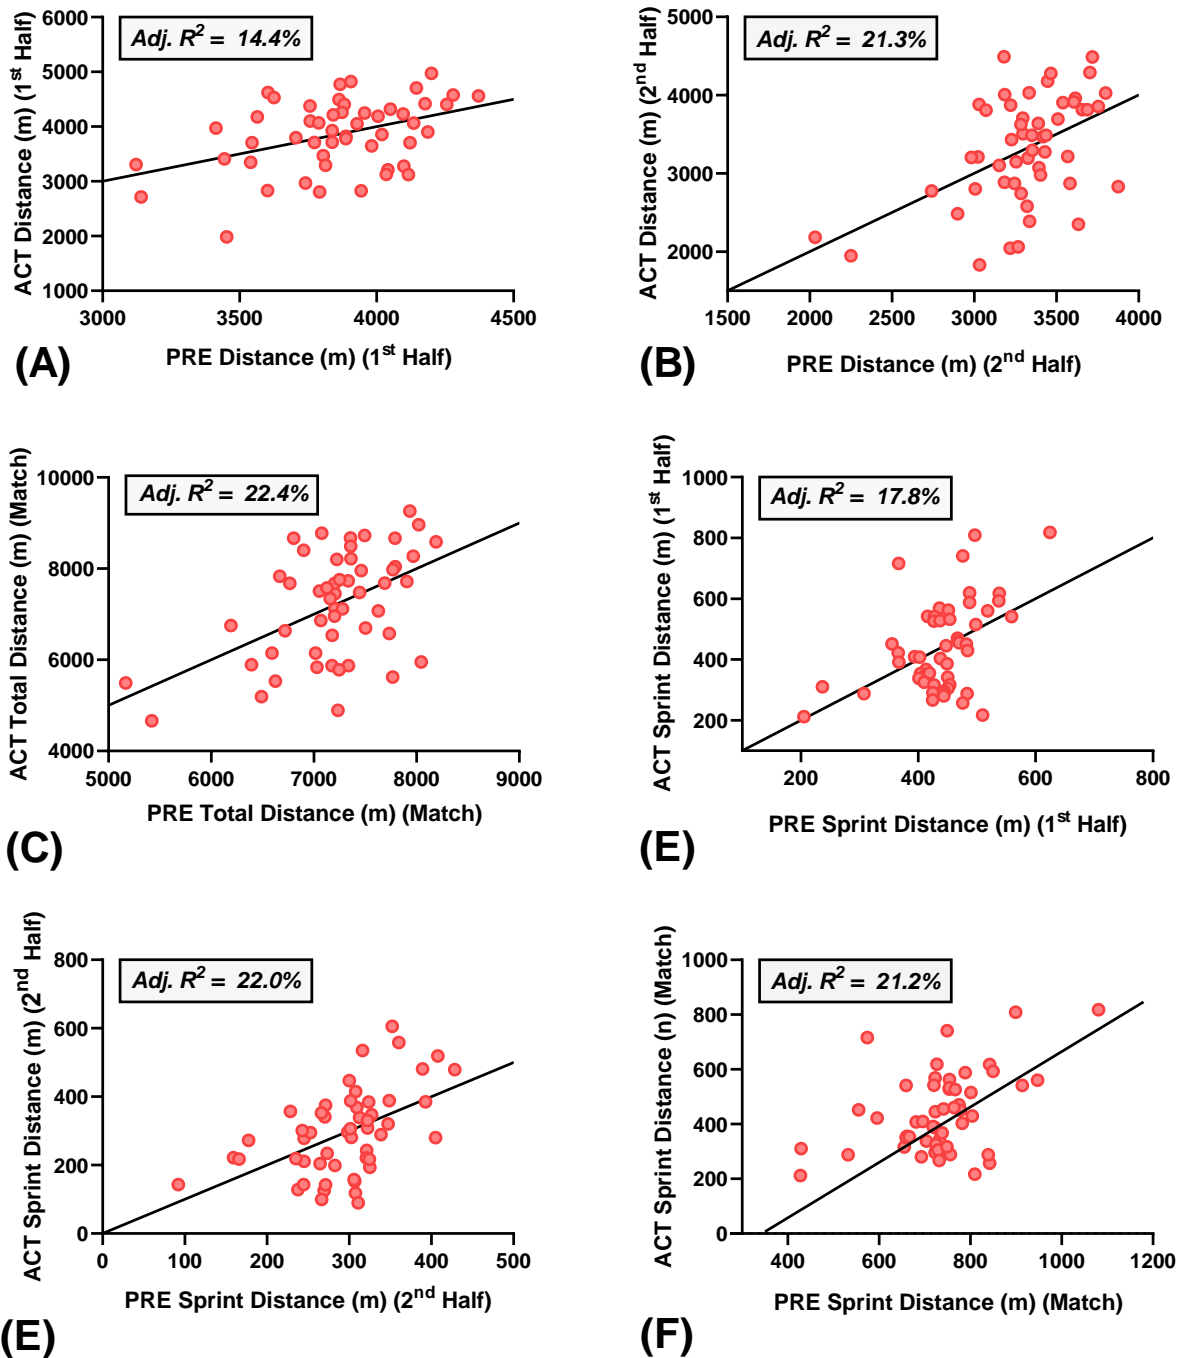 Adj. R2 = 14.4%
ACT Distance (m) (1st Half)
6000
5000
4000
3000
2000
1000
3000 3500 4000 4500
PRE Distance (m) (1st Half)
(A)
Adj. R2 = 21.3%
ACT Distance (m) (2nd Half)
5000
4000
3000
2000
1500 2000 2500 3000 3500 4000
PRE Distance (m) (2nd Half)
(B)
Adj. R2 = 22.4%
ACT Total Distance (m) (Match)
10000
8000
6000
4000
5000 6000 7000 8000 9000
PRE Total Distance (m) (Match)
(C)
Adj. R2 = 17.8%
ACT Sprint Distance (m) (1st Half)
1000
800
600
400
200
200 400 600 800
PRE Sprint Distance (m) (1st Half)
(E)
Adj. R2 = 22.0%
ACT Sprint Distance (m) (2nd Half)
800
600
400
200
0
0 100 200 300 400 500
PRE Sprint Distance (m) (2nd Half)
(E)
Adj. R2 = 21.2%
ACT Sprint Distance (n) (Match)
1000
800
600
400
200
0
400 600 800 1000 1200
PRE Sprint Distance (m) (Match)
(F)